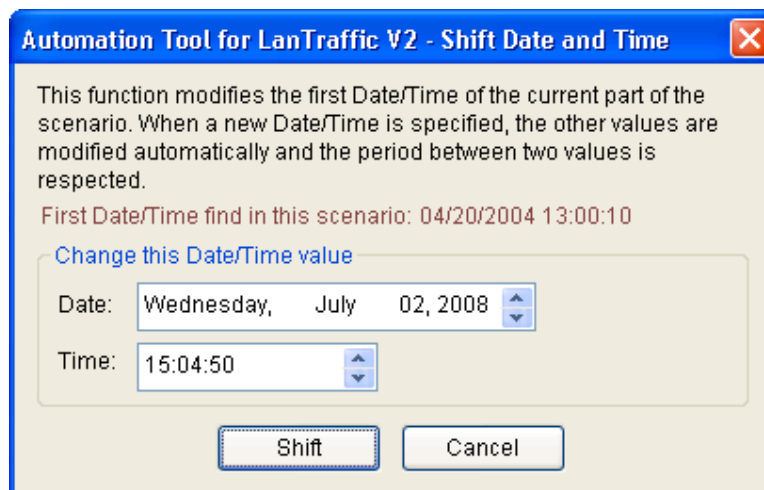 Automation Tool for LanTraffic V2 - Shift Date and Time
This function modifies the first Date/Time of the current part of the
scenario. When a new Date/Time is specified, the other values are
modified automatically and the period between two values is
respected.
First Date/Time find in this scenario: 04/20/2004 13:00:10
Change this Date/Time value
Date: Wednesday, July 02, 2008
Time: 15:04:50
Shift Cancel